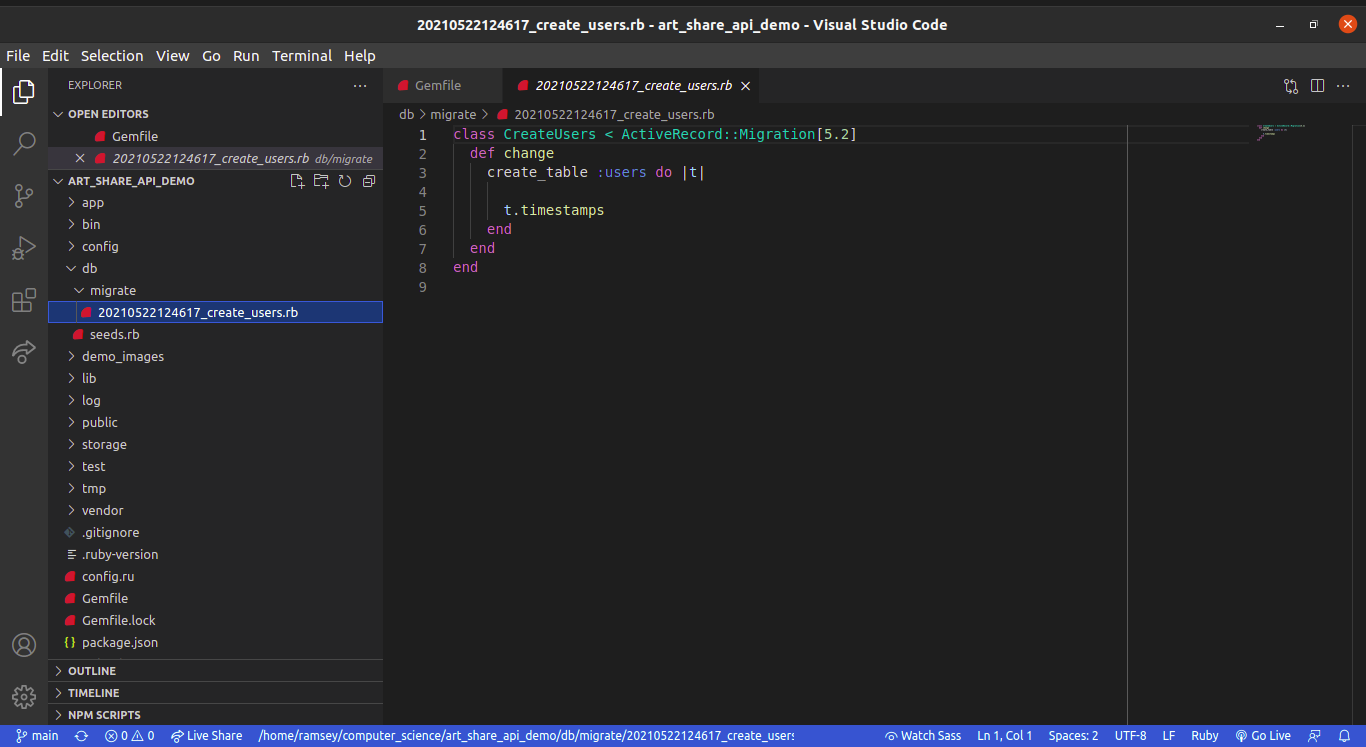 20210522124617_create_users.rb - art_share_api_demo - Visual Studio Code
File Edit Selection View Go Run Terminal Help
EXPLORER
OPEN EDITORS
Gemfile
20210522124617_create_users.rb db/migrate
ART_SHARE_API_DEMO
app
bin
config
db
migrate
20210522124617_create_users.rb
seeds.rb
demo_images
lib
log
public
storage
test
tmp
vendor
.gitignore
.ruby-version
config.ru
Gemfile
Gemfile.lock
{} package.json
OUTLINE
TIMELINE
NPM SCRIPTS
Gemfile 20210522124617_create_users.rb
db > migrate > 20210522124617_create_users.rb
1 class CreateUsers < ActiveRecord::Migration[5.2]
2 def change
3 create_table :users do |t|
4
5 t.timestamps
6 end
7 end
8 end
9
main 0 0 Live Share /home/ramsey/computer_science/art_share_api_demo/db/migrate/20210522124617_create_users Watch Sass Ln 1, Col 1 Spaces: 2 UTF-8 LF Ruby Go Live